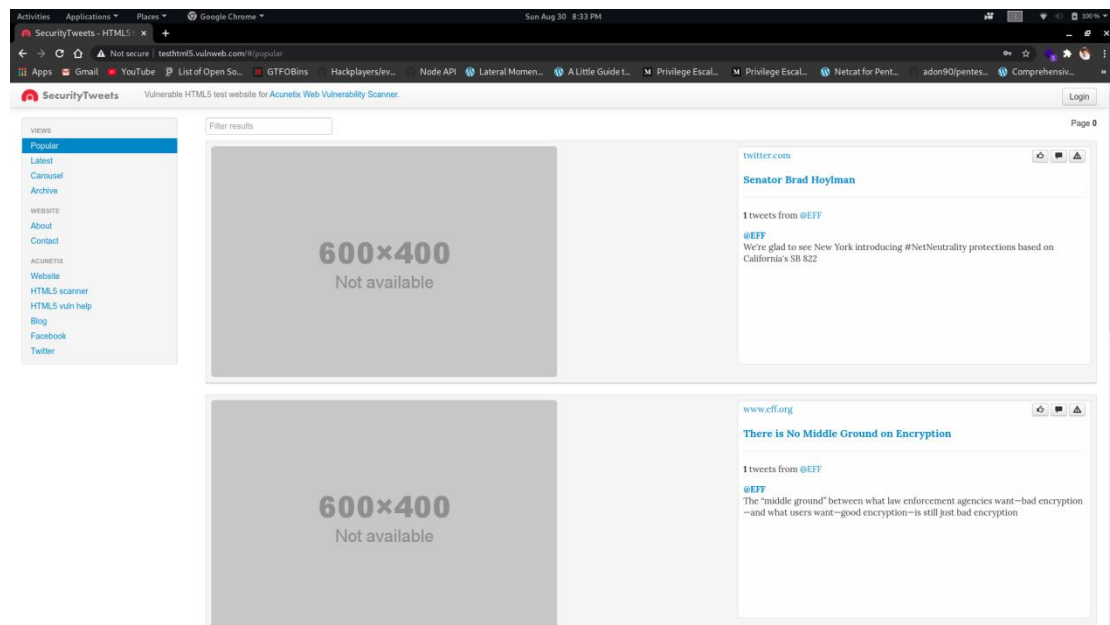 Activities Applications Places Google Chrome Sun Aug 30 8:33 PM 100 %
SecurityTweets - HTML5
Not secure | testhtml5.vulnweb.com/#/popular
Apps Gmail YouTube List of Open So... GTFOBins Hackplayers/ev... Node API Lateral Momen... A Little Guide t... Privilege Escal... Privilege Escal... Netcat for Pent... adon90/pentes... Comprehensiv... »
SecurityTweets Vulnerable HTML5 test website for Acunetix Web Vulnerability Scanner. Login
VIEWS
Popular
Latest
Carousel
Archive
WEBSITE
About
Contact
ACUNETIX
Website
HTML5 scanner
HTML5 vuln help
Blog
Facebook
Twitter
Filter results
Page 0
600×400
Not available
twitter.com
Senator Brad Hoylman
1 tweets from @EFF
@EFF
We're glad to see New York introducing #NetNeutrality protections based on
California's SB 822
600×400
Not available
www.eff.org
There is No Middle Ground on Encryption
1 tweets from @EFF
@EFF
The “middle ground” between what law enforcement agencies want—bad encryption
—and what users want—good encryption—is still just bad encryption